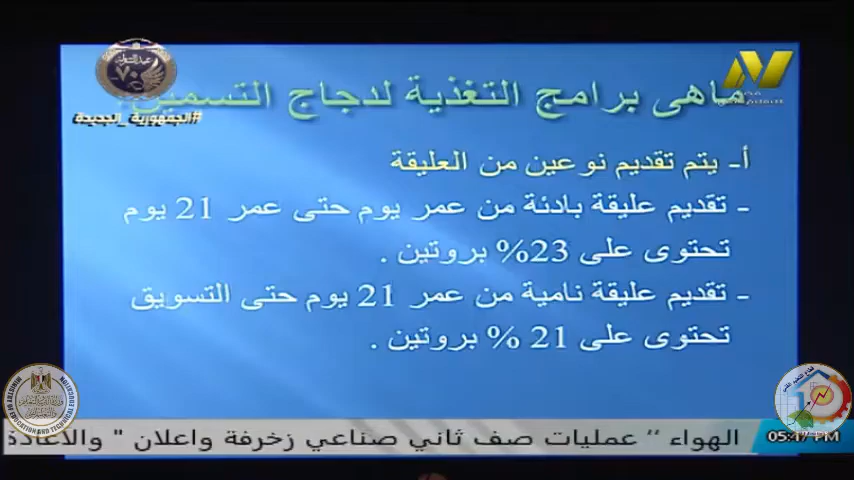 ماهى برامج التغذية لدجاج التسمين
#الجمهورية_الجديدة
أ- يتم تقديم نوعين من العليقة
- تقديم عليقة بادئة من عمر يوم حتى عمر 21 يوم
تحتوى على 23% بروتين .
- تقديم عليقة نامية من عمر 21 يوم حتى التسويق
تحتوى على 21 % بروتين .
الهواء " عمليات صف ثاني صناعي زخرفة واعلان " والاعادة
05:47 PM